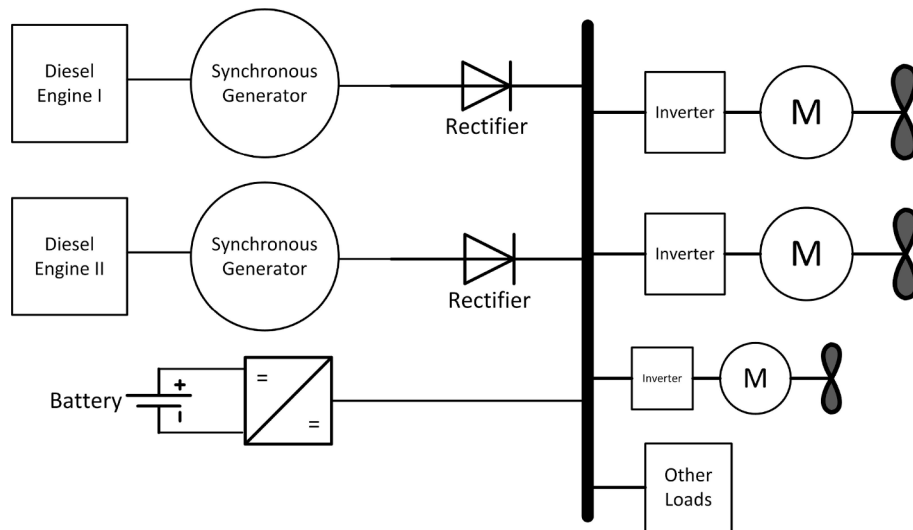 Diesel
Engine I
Synchronous
Generator
Rectifier
Inverter
M
Diesel
Engine II
Synchronous
Generator
Rectifier
Inverter
M
Battery
+
=
=
Inverter
M
Other
Loads